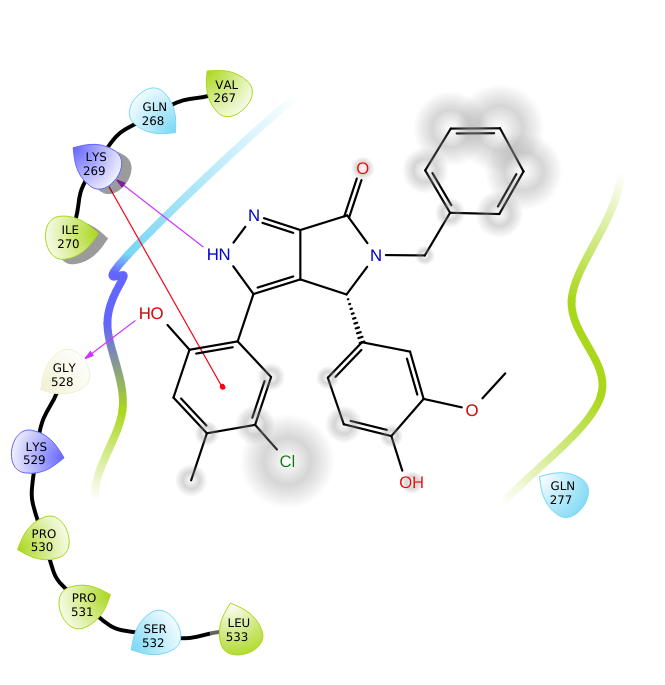 VAL
267
GLN
268
LYS
269
ILE
270
O
N
HN
N
HO
GLY
528
O
Cl
OH
LYS
529
GLN
277
PRO
530
PRO
531
SER
532
LEU
533